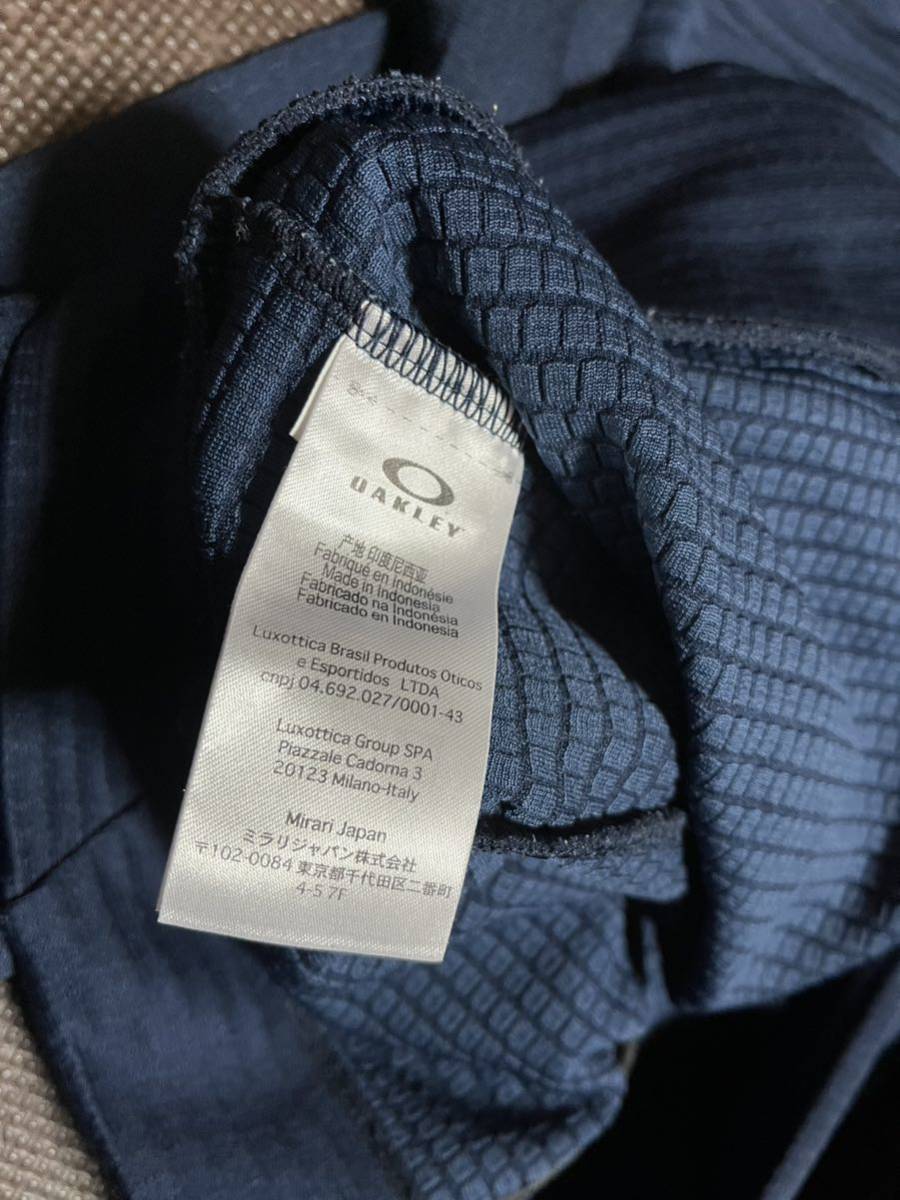 OAKLEY
产地 印度尼西亚
Fabriqué en Indonésie
Made in Indonesia
Fabricado na Indonésia
Fabricado en Indonesia
Luxottica Brasil Produtos Oticos
e Esportidos LTDA
cnpj 04.692.027/0001-43
Luxottica Group SPA
Piazzale Cadorna 3
20123 Milano-Italy
Mirari Japan
ミラリジャパン株式会社
〒102-0084 東京都千代田区二番町
4-5 7F